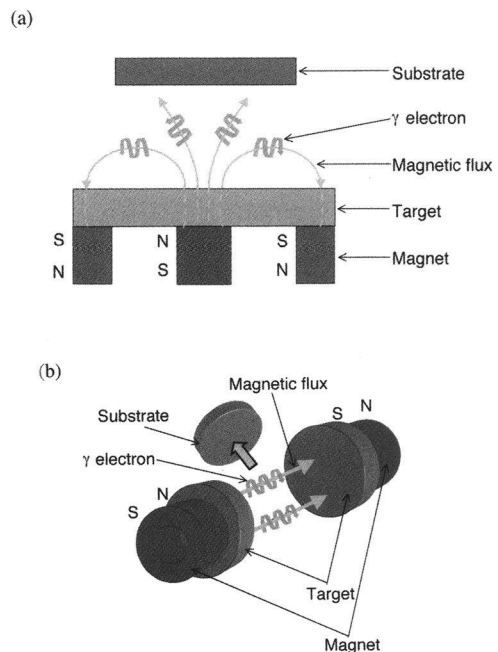 (a)
Substrate
γ electron
Magnetic flux
Target
S N S
Magnet
N S N
(b)
Magnetic flux
Substrate
S N
γ electron
N
S
Target
Magnet